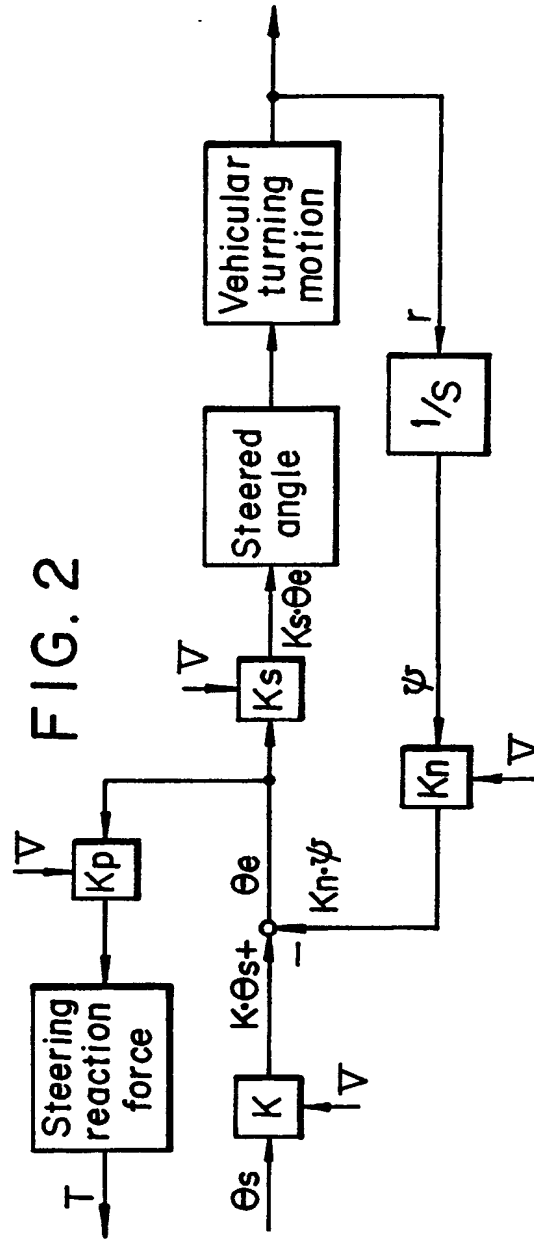 FIG. 2
T
Steering
reaction
force
Kp
V
θs
K
V
K·θs+
−
θe
Kn·ψ
Ks
V
Ks·θe
Steered
angle
Vehicular
turning
motion
r
1/S
ψ
Kn
V